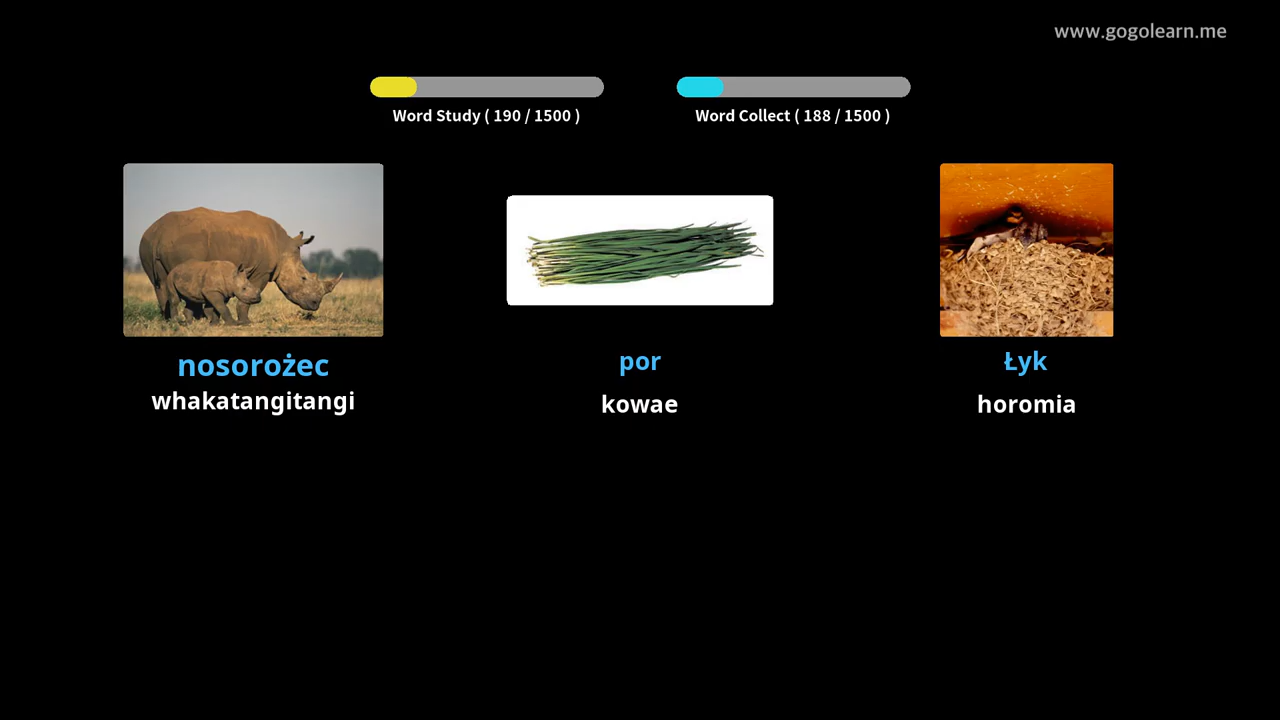 www.gogolearn.me
Word Study ( 190 / 1500 )
Word Collect ( 188 / 1500 )
nosorożec
whakatangitangi
por
kowae
Łyk
horomia